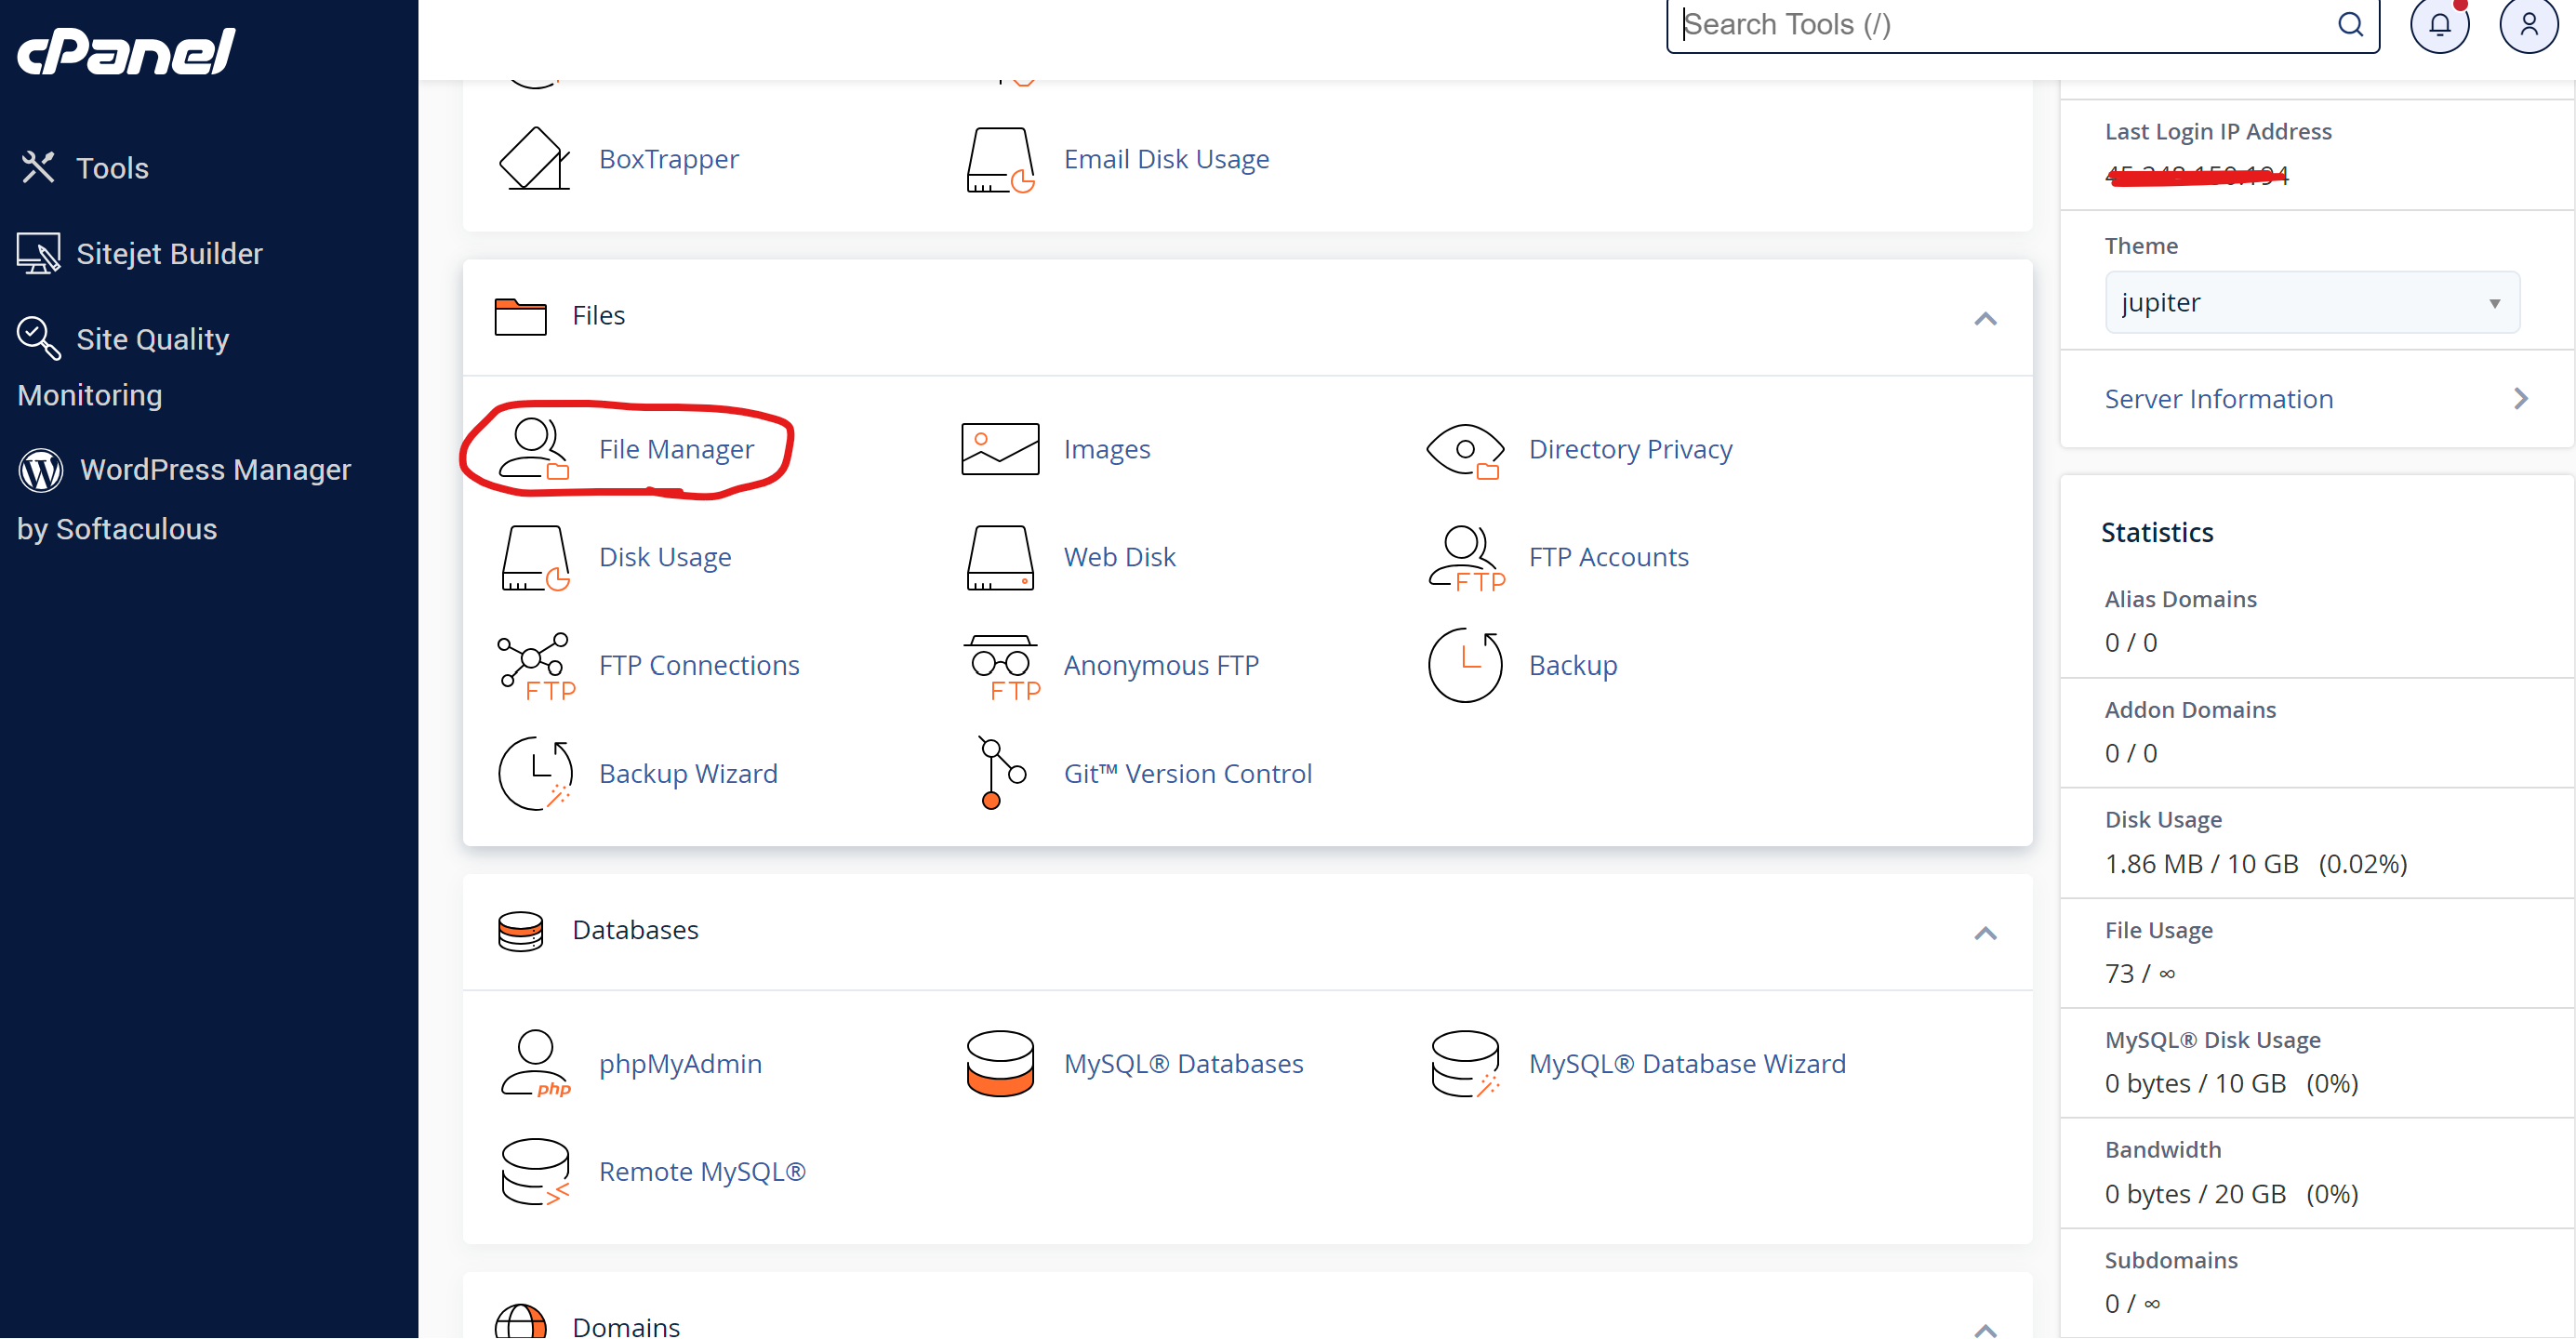 cPanel
Search Tools (/)
Tools
Sitejet Builder
Site Quality
Monitoring
WordPress Manager
by Softaculous
BoxTrapper
Email Disk Usage
Files
File Manager
Images
Directory Privacy
Disk Usage
Web Disk
FTP Accounts
FTP
FTP Connections
FTP
Anonymous FTP
FTP
Backup
Backup Wizard
Git™ Version Control
Databases
phpMyAdmin
php
MySQL® Databases
MySQL® Database Wizard
Remote MySQL®
Domains
Last Login IP Address
Theme
jupiter
Server Information
Statistics
Alias Domains
0 / 0
Addon Domains
0 / 0
Disk Usage
1.86 MB / 10 GB (0.02%)
File Usage
73 / ∞
MySQL® Disk Usage
0 bytes / 10 GB (0%)
Bandwidth
0 bytes / 20 GB (0%)
Subdomains
0 / ∞